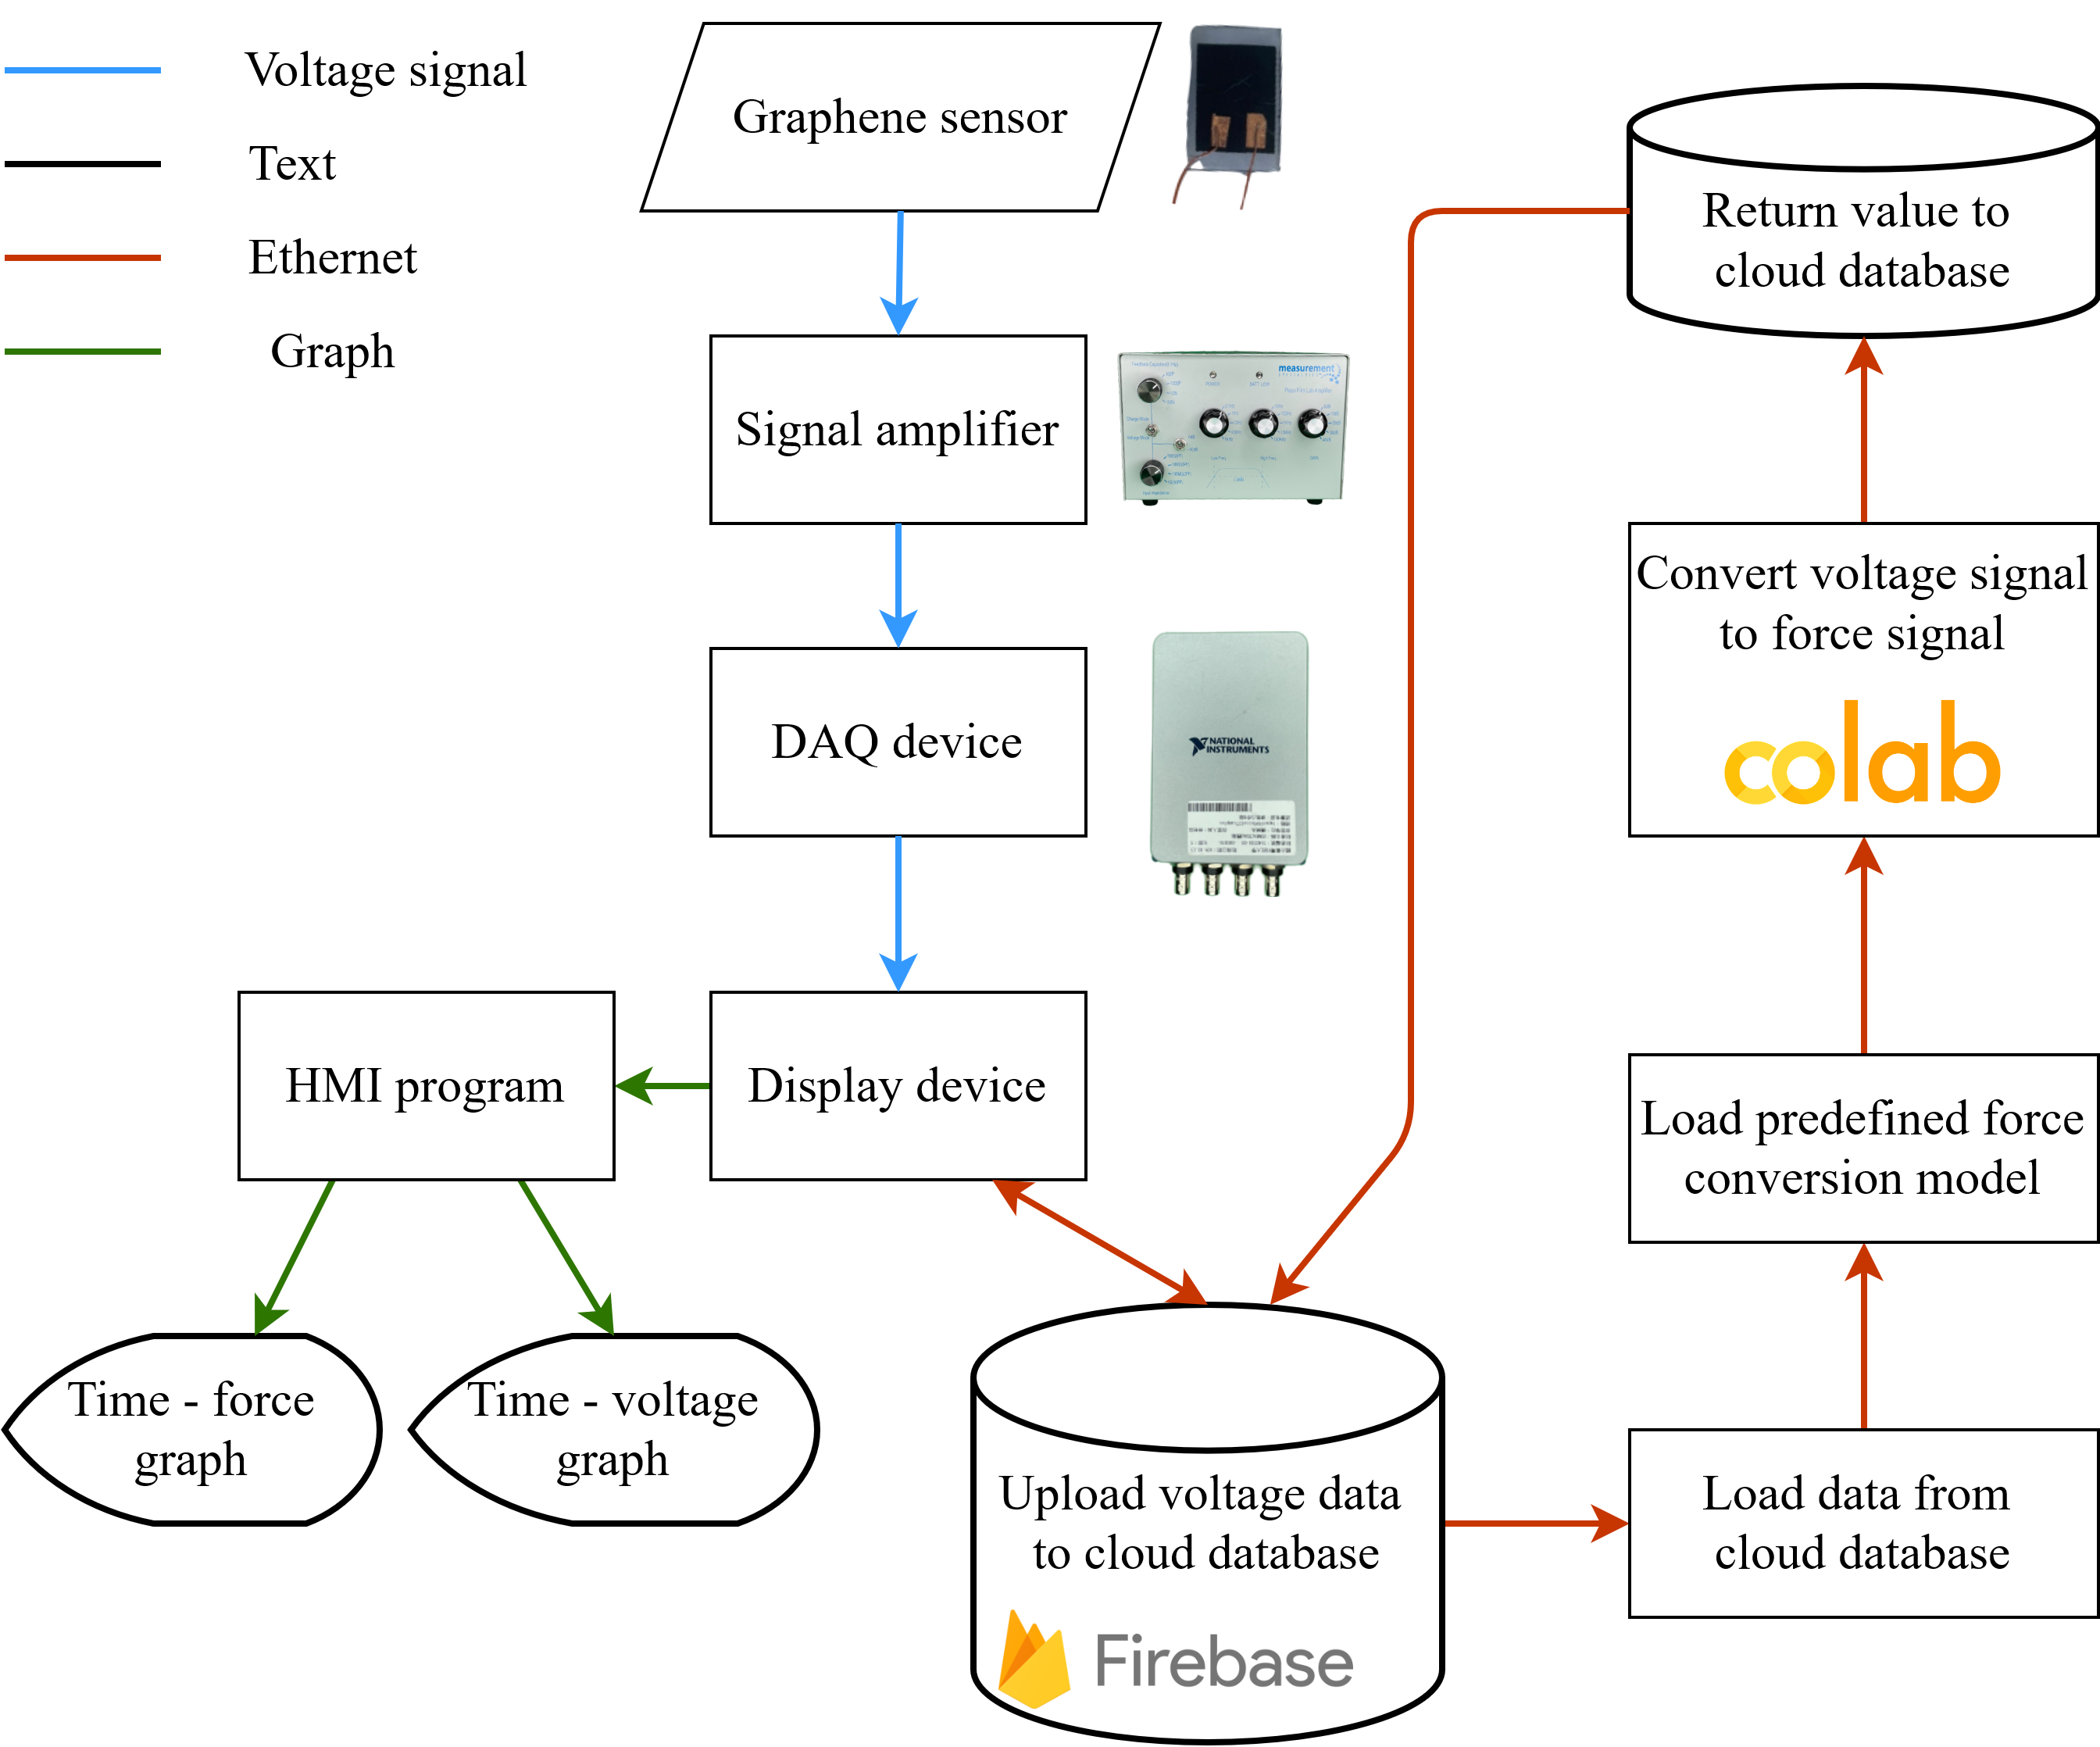 Voltage signal
Text
Ethernet
Graph
Graphene sensor
Signal amplifier
measurement
DAQ device
NATIONAL
INSTRUMENTS
Display device
HMI program
Time - force
graph
Time - voltage
graph
Upload voltage data
to cloud database
Firebase
Load data from
cloud database
Load predefined force
conversion model
Convert voltage signal
to force signal
colab
Return value to
cloud database